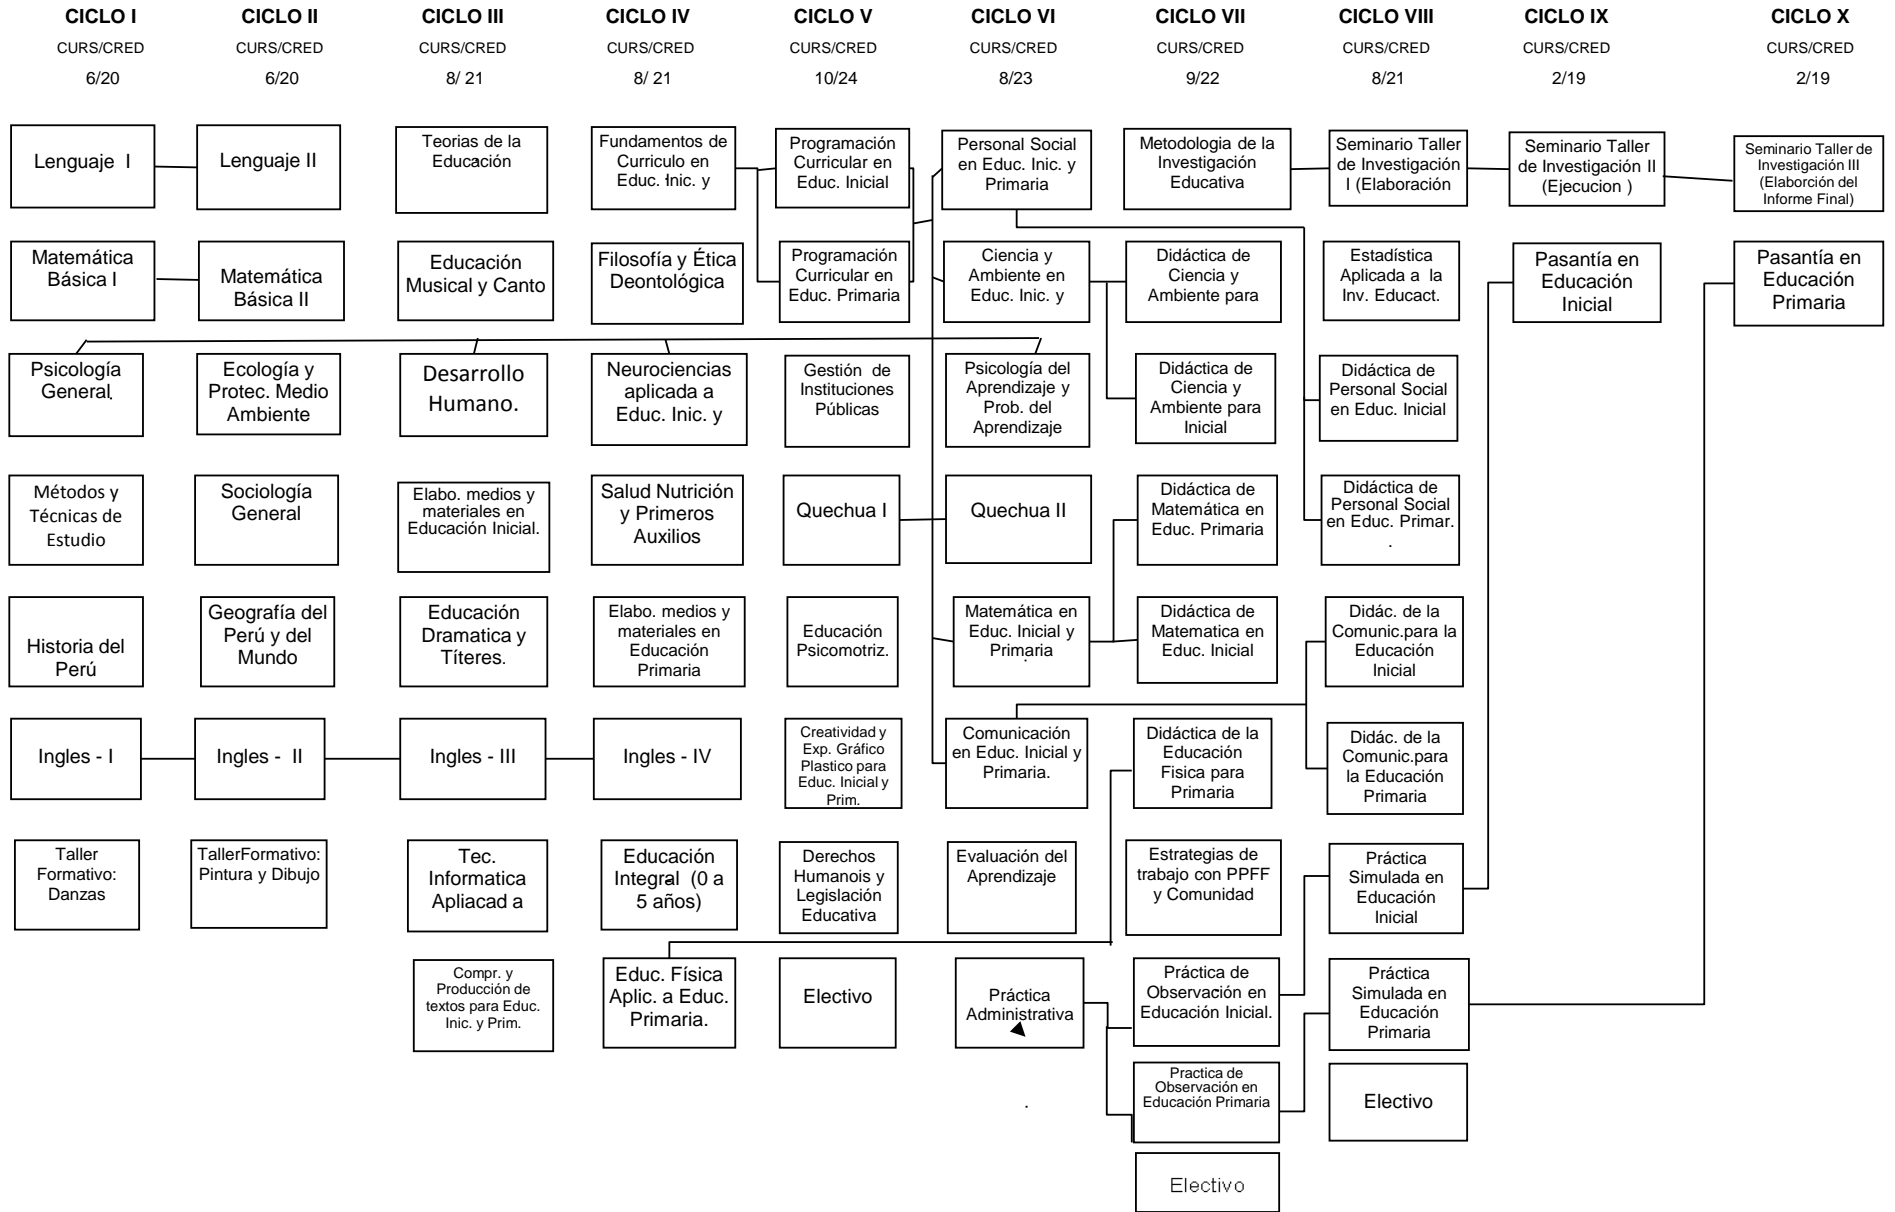 CICLO I
CURS/CRED
6/20
CICLO II
CURS/CRED
6/20
CICLO III
CURS/CRED
8/ 21
CICLO IV
CURS/CRED
8/ 21
CICLO V
CURS/CRED
10/24
CICLO VI
CURS/CRED
8/23
CICLO VII
CURS/CRED
9/22
CICLO VIII
CURS/CRED
8/21
CICLO IX
CURS/CRED
2/19
CICLO X
CURS/CRED
2/19
Lenguaje I
Lenguaje II
Teorias de la
Educación
Fundamentos de
Curriculo en
Educ. Inic. y
Programación
Curricular en
Educ. Inicial
Personal Social
en Educ. Inic. y
Primaria
Metodologia de la
Investigación
Educativa
Seminario Taller
de Investigación
I (Elaboración
Seminario Taller
de Investigación II
(Ejecucion )
Seminario Taller de
Investigación III
(Elaborción del
Informe Final)
Matemática
Básica I
Matemática
Básica II
Educación
Musical y Canto
Filosofía y Ética
Deontológica
Programación
Curricular en
Educ. Primaria
Ciencia y
Ambiente en
Educ. Inic. y
Didáctica de
Ciencia y
Ambiente para
Estadística
Aplicada a la
Inv. Educact.
Pasantía en
Educación
Inicial
Pasantía en
Educación
Primaria
Psicología
General.
Ecología y
Protec. Medio
Ambiente
Desarrollo
Humano.
Neurociencias
aplicada a
Educ. Inic. y
Gestión de
Instituciones
Públicas
Psicología del
Aprendizaje y
Prob. del
Aprendizaje
Didáctica de
Ciencia y
Ambiente para
Inicial
Didáctica de
Personal Social
en Educ. Inicial
Métodos y
Técnicas de
Estudio
Sociología
General
Elabo. medios y
materiales en
Educación Inicial.
Salud Nutrición
y Primeros
Auxilios
Quechua I
Quechua II
Didáctica de
Matemática en
Educ. Primaria
Didáctica de
Personal Social
en Educ. Primar.
.
Historia del
Perú
Geografía del
Perú y del
Mundo
Educación
Dramatica y
Títeres.
Elabo. medios y
materiales en
Educación
Primaria
Educación
Psicomotriz.
Matemática en
Educ. Inicial y
Primaria
.
Didáctica de
Matematica en
Educ. Inicial
Didác. de la
Comunic.para la
Educación
Inicial
Ingles - I
Ingles - II
Ingles - III
Ingles - IV
Creatividad y
Exp. Gráfico
Plastico para
Educ. Inicial y
Prim.
Comunicación
en Educ. Inicial y
Primaria.
Didáctica de la
Educación
Fisica para
Primaria
Didác. de la
Comunic.para
la Educación
Primaria
Taller
Formativo:
Danzas
TallerFormativo:
Pintura y Dibujo
Tec.
Informatica
Apliacad a
Educación
Integral (0 a
5 años)
Derechos
Humanois y
Legislación
Educativa
Evaluación del
Aprendizaje
Estrategias de
trabajo con PPFF
y Comunidad
Práctica
Simulada en
Educación
Inicial
Compr. y
Producción de
textos para Educ.
Inic. y Prim.
Educ. Física
Aplic. a Educ.
Primaria.
Electivo
Práctica
Administrativa
Práctica de
Observación en
Educación Inicial.
Práctica
Simulada en
Educación
Primaria
.
Practica de
Observación en
Educación Primaria
Electivo
Electivo